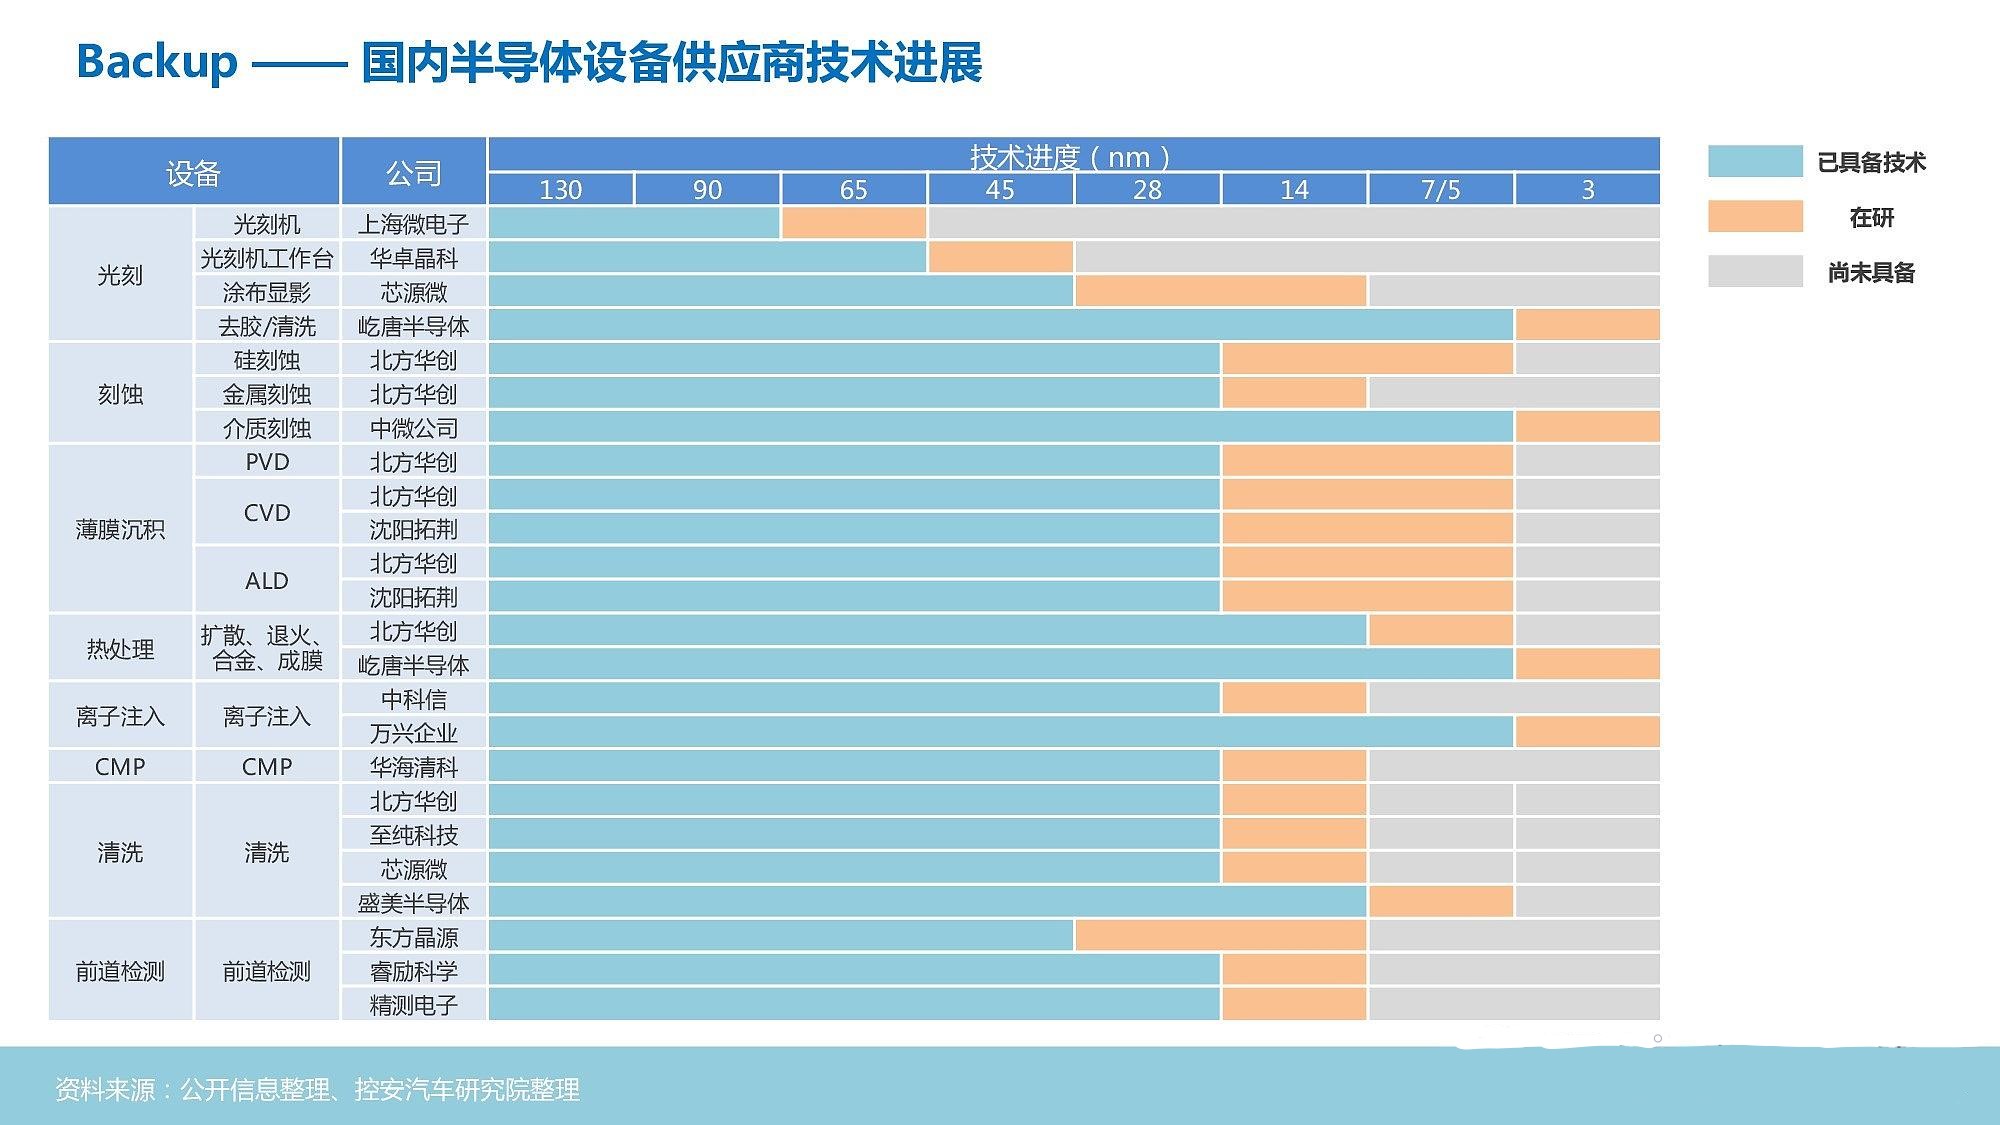 Backup —— 国内半导体设备供应商技术进展
设备 公司 技术进度（nm）
130 90 65 45 28 14 7/5 3
光刻 光刻机 上海微电子
光刻机工作台 华卓晶科
涂布显影 芯源微
去胶/清洗 屹唐半导体
刻蚀 硅刻蚀 北方华创
金属刻蚀 北方华创
介质刻蚀 中微公司
薄膜沉积 PVD 北方华创
CVD 北方华创
沈阳拓荆
ALD 北方华创
沈阳拓荆
热处理 扩散、退火、
合金、成膜 北方华创
屹唐半导体
离子注入 离子注入 中科信
万兴企业
CMP CMP 华海清科
清洗 清洗 北方华创
至纯科技
芯源微
盛美半导体
前道检测 前道检测 东方晶源
睿励科学
精测电子
已具备技术
在研
尚未具备
资料来源：公开信息整理、控安汽车研究院整理